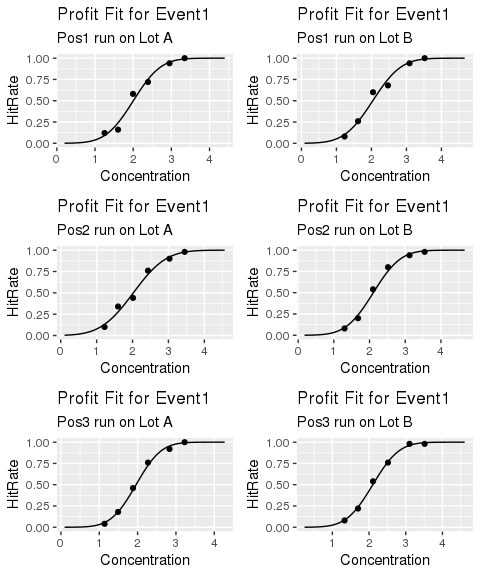 Profit Fit for Event1
Pos1 run on Lot A
HitRate
1.00
0.75
0.50
0.25
0.00
0 1 2 3 4
Concentration
Profit Fit for Event1
Pos1 run on Lot B
HitRate
1.00
0.75
0.50
0.25
0.00
0 1 2 3 4
Concentration
Profit Fit for Event1
Pos2 run on Lot A
HitRate
1.00
0.75
0.50
0.25
0.00
0 1 2 3 4
Concentration
Profit Fit for Event1
Pos2 run on Lot B
HitRate
1.00
0.75
0.50
0.25
0.00
0 1 2 3 4
Concentration
Profit Fit for Event1
Pos3 run on Lot A
HitRate
1.00
0.75
0.50
0.25
0.00
0 1 2 3 4
Concentration
Profit Fit for Event1
Pos3 run on Lot B
HitRate
1.00
0.75
0.50
0.25
0.00
1 2 3 4
Concentration